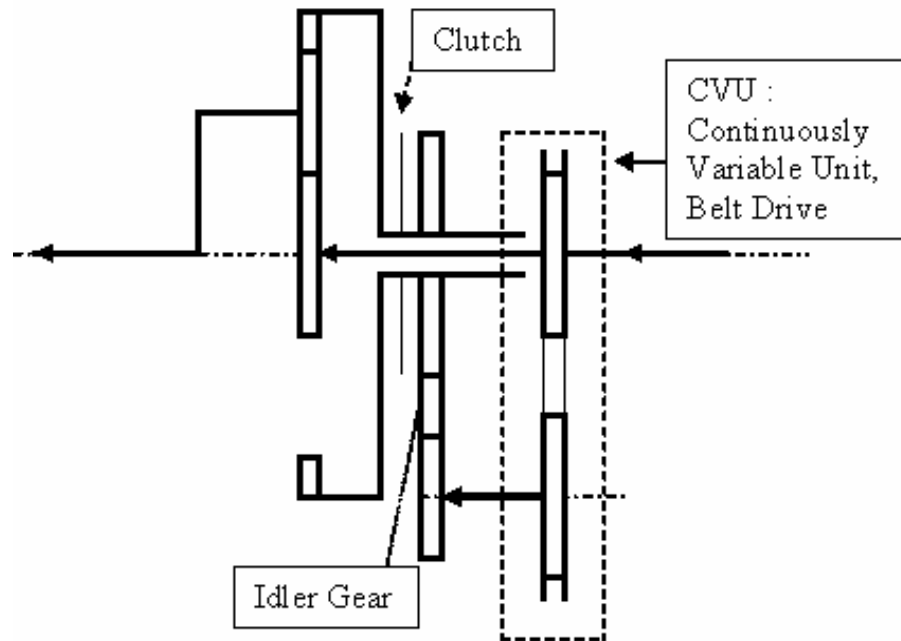 Clutch
CVU :
Continuously
Variable Unit,
Belt Drive
Idler Gear